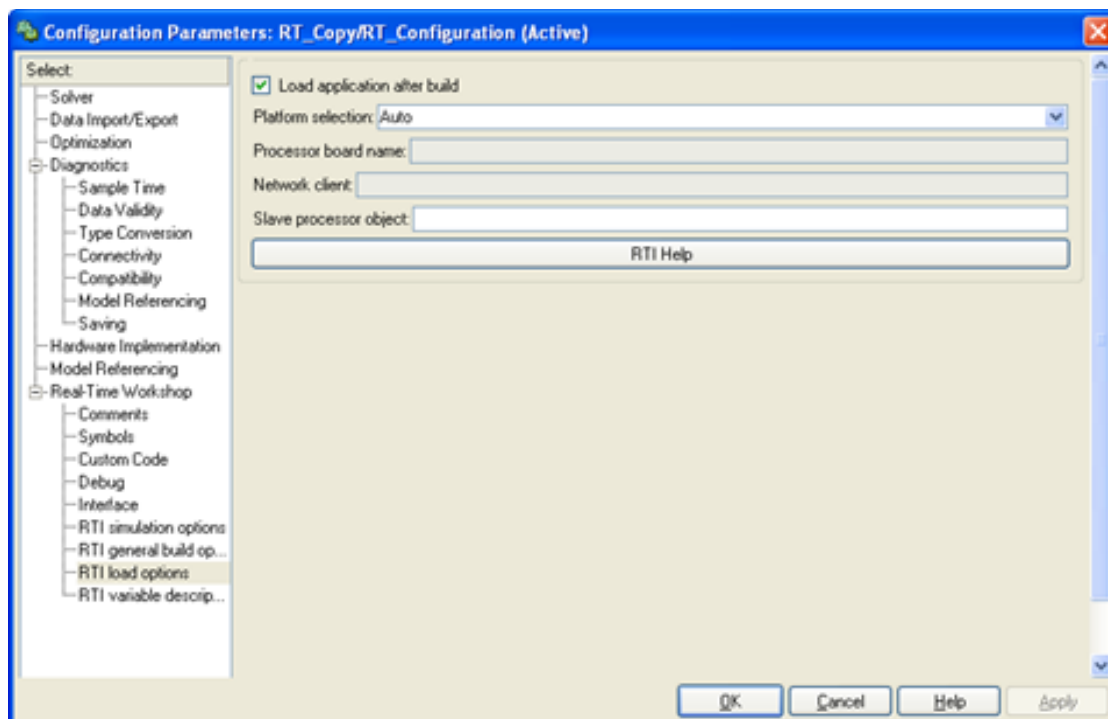 Configuration Parameters: RT_Copy/RT_Configuration (Active)
Select:
Solver
Data Import/Export
Optimization
Diagnostics
Sample Time
Data Validity
Type Conversion
Connectivity
Compatibility
Model Referencing
Saving
Hardware Implementation
Model Referencing
Real-Time Workshop
Comments
Symbols
Custom Code
Debug
Interface
RTI simulation options
RTI general build op...
RTI load options
RTI variable descrip...
Load application after build
Platform selection: Auto
Processor board name:
Network client:
Slave processor object:
RTI Help
OK
Cancel
Help
Apply